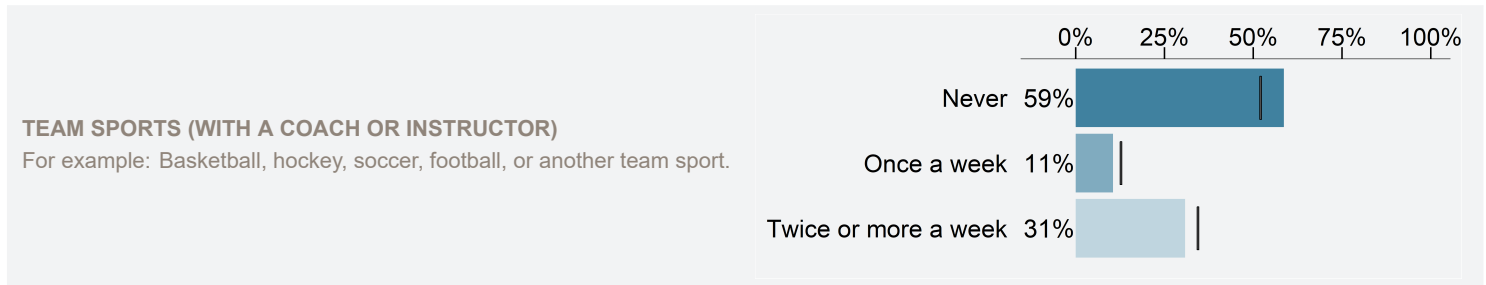 TEAM SPORTS (WITH A COACH OR INSTRUCTOR)
For example: Basketball, hockey, soccer, football, or another team sport.
0% 25% 50% 75% 100%
Never 59%
Once a week 11%
Twice or more a week 31%